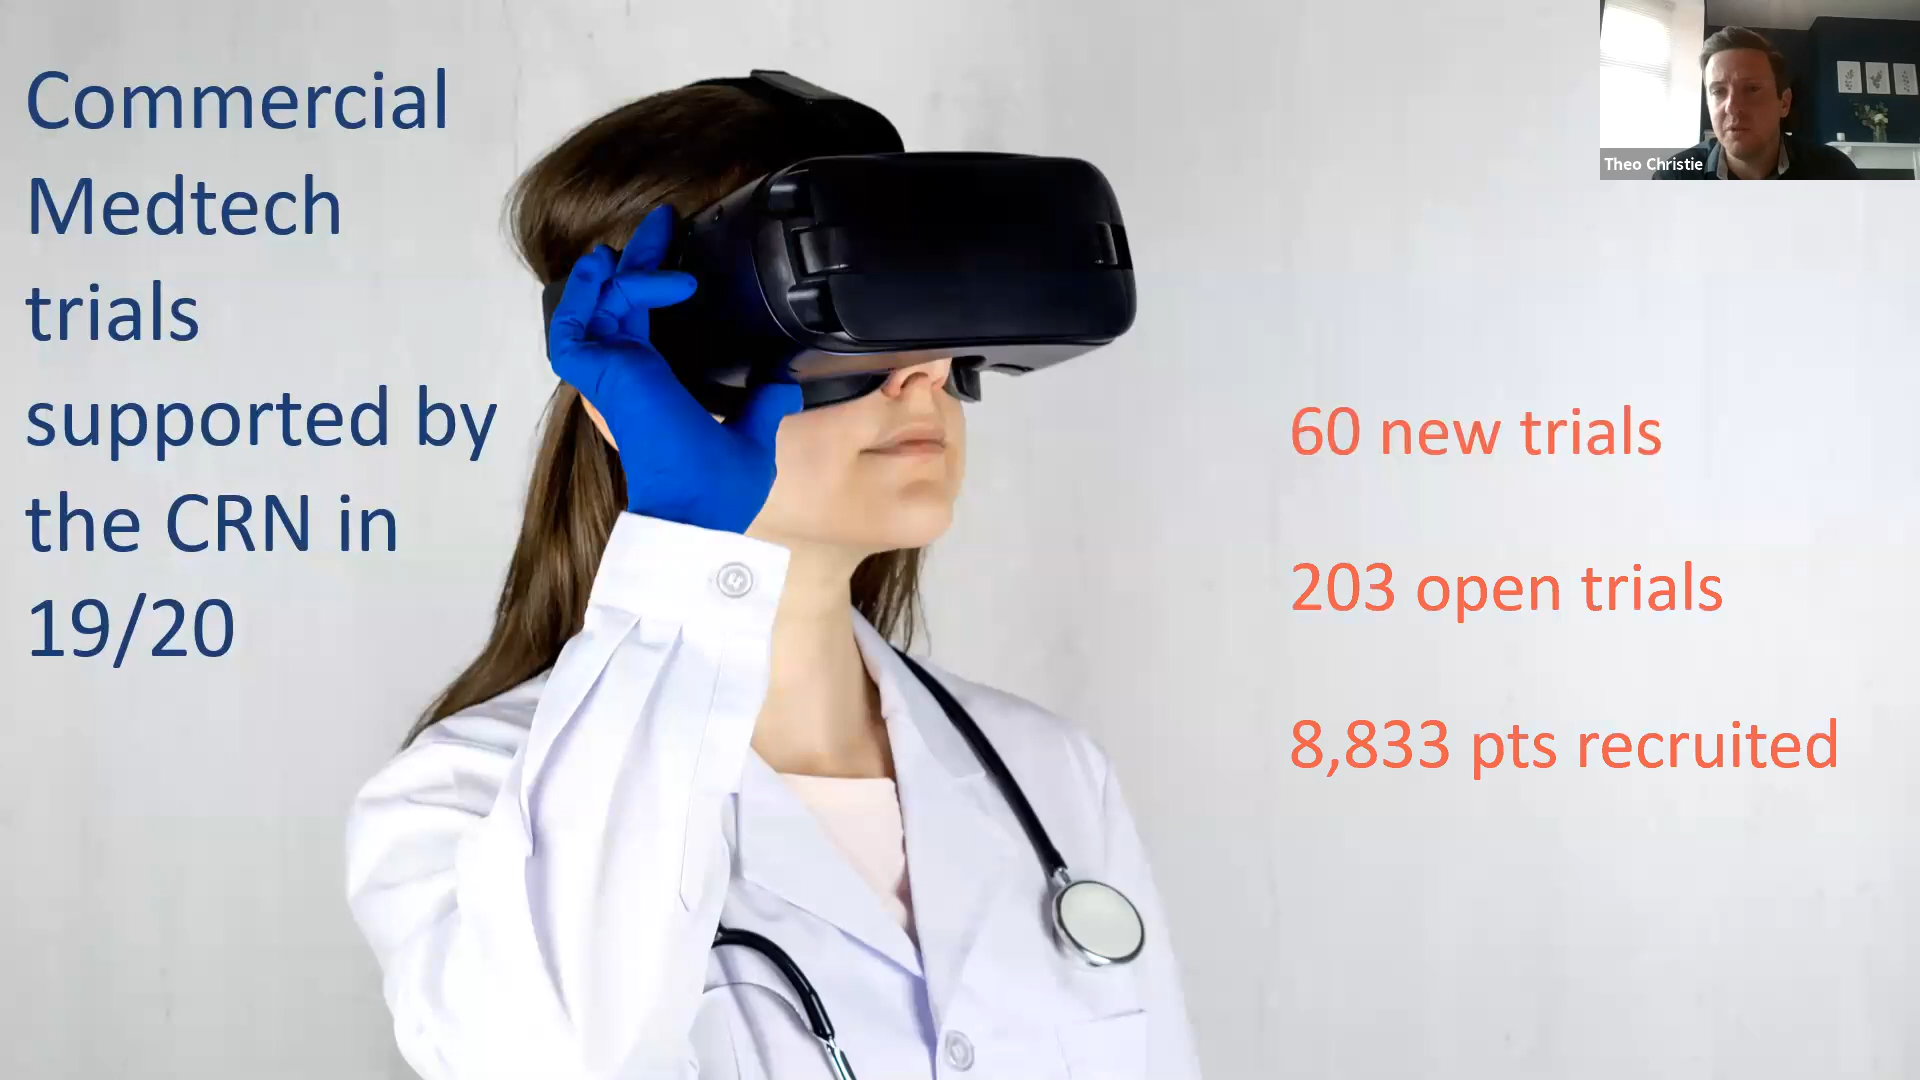 Commercial
Medtech
trials
supported by
the CRN in
19/20
Theo Christie
60 new trials
203 open trials
8,833 pts recruited